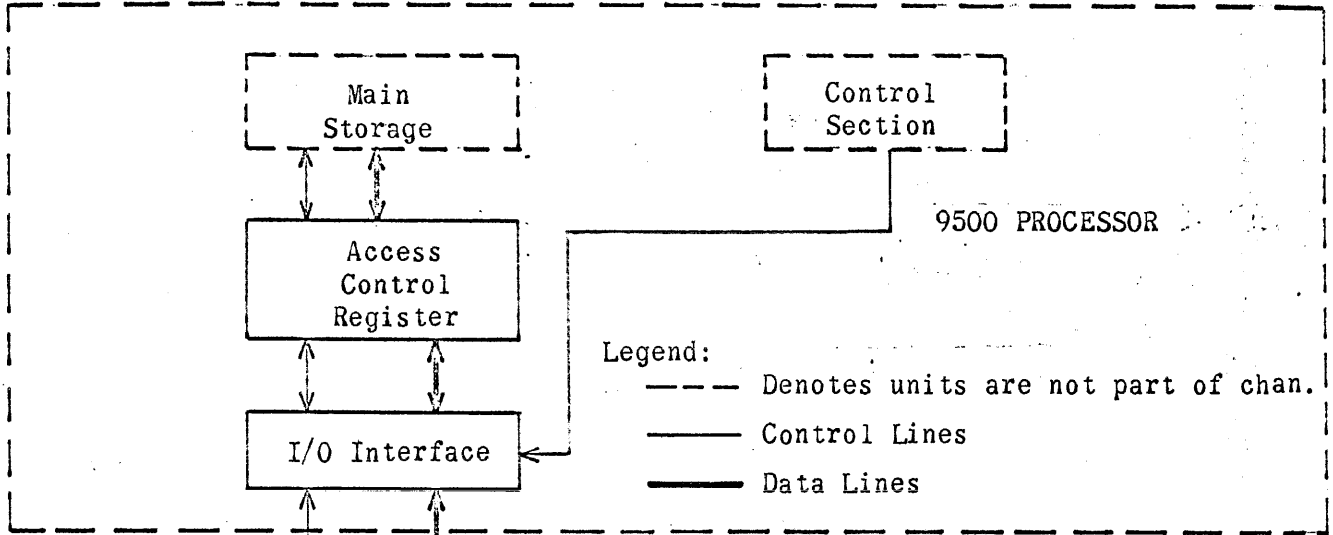 Main
Storage
Control
Section
9500 PROCESSOR
Access
Control
Register
Legend:
Denotes units are not part of chan.
I/O Interface
Control Lines
Data Lines